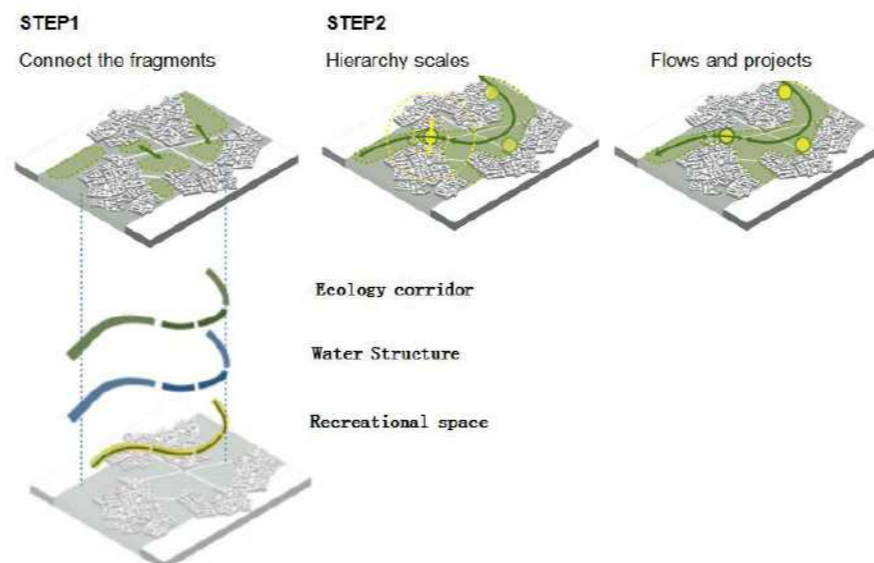 STEP1
Connect the fragments
STEP2
Hierarchy scales
Flows and projects
Ecology corridor
Water Structure
Recreational space